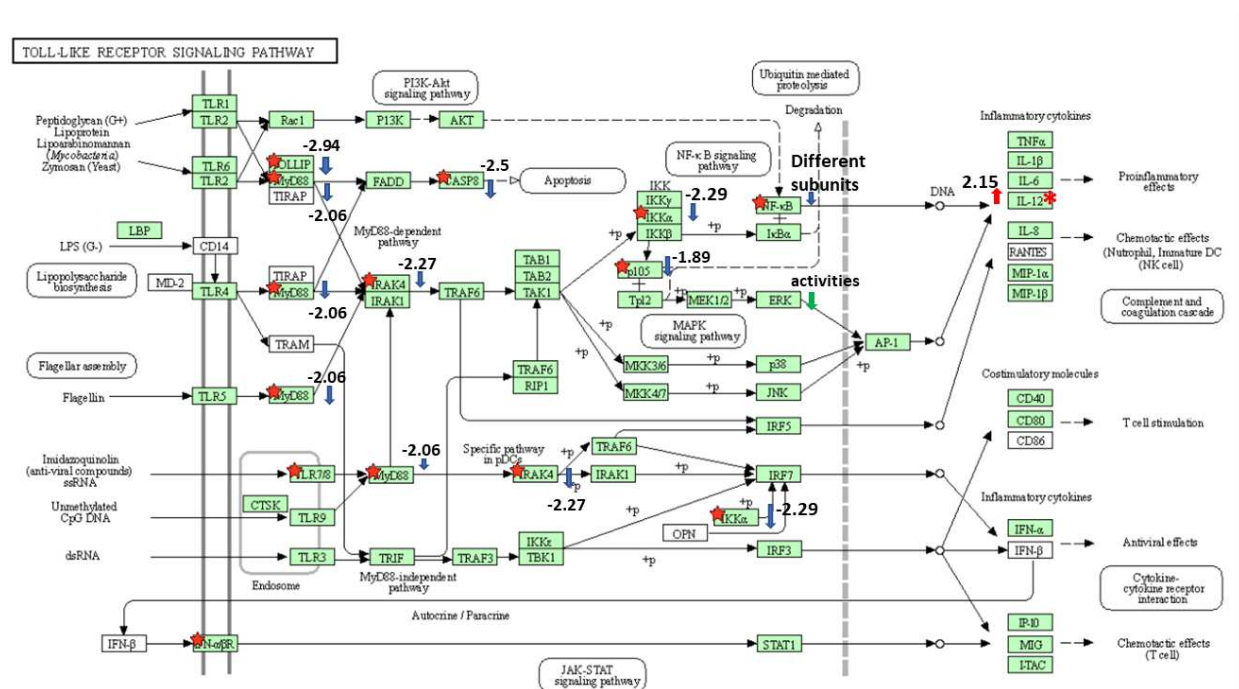 TOLL-LIKE RECEPTOR SIGNALING PATHWAY
PI3K-Akt
signaling pathway
Ubiquitin mediated
proteolysis
Degradation
Peptidoglycan (G+)
Lipoprotein
Lipoarabinomannan
(Mycobacteria)
Zymosan (Yeast)
TLR1
TLR2
TLR6
TLR2
Rac1
PI3K
AKT
TOLLIP
MyD88
TIRAP
-2.94
-2.06
FADD
CASP8
-2.5
Apoptosis
MyD88-dependent
pathway
NF-κB signaling
pathway
IKK
IKKγ
IKKα
IKKβ
-2.29
+p
+p
Different
subunits
NF-κB
IκBα
DNA
2.15
Inflammatory cytokines
TNFα
IL-1β
IL-6
IL-12
*
Proinflammatory
effects
IL-8
RANTES
MIP-1α
MIP-1β
Chemotactic effects
(Nutrophil, Immature DC
(NK cell)
Complement and
coagulation cascade
LBP
LPS (G-)
CD14
MD-2
TLR4
Lipopolysaccharide
biosynthesis
TIRAP
MyD88
-2.06
TRAM
IRAK4
IRAK1
-2.27
TRAF6
TAB1
TAB2
TAK1
p105
-1.89
Tpl2
+p
MEK1/2
+p
ERK
activities
MAPK
signaling pathway
+p
+p
MKK3/6
+p
p38
MKK4/7
+p
JNK
+p
AP-1
Flagellar assembly
Flagellin
TLR5
MyD88
-2.06
TRAF6
RIP1
IRF5
Costimulatory molecules
CD40
CD80
CD86
T cell stimulation
Imidazoquinolin
(anti-viral compounds)
ssRNA
TLR7/8
MyD88
-2.06
Specific pathway
in pDCs
IRAK4
+p
+p
-2.27
IRAK1
TRAF6
+p
IRF7
+p
IKKα
-2.29
OPN
Unmethylated
CpG DNA
CTSK
TLR9
dsRNA
TLR3
Endosome
TRIF
MyD88-independent
pathway
TRAF3
IKKε
TBK1
+p
+p
IRF3
Inflammatory cytokines
IFN-α
IFN-β
Antiviral effects
Cytokine-
cytokine receptor
interaction
Autocrine / Paracrine
IFN-β
IFN-α/βR
STAT1
JAK-STAT
signaling pathway
IP-10
MIG
I-TAC
Chemotactic effects
(T cell)